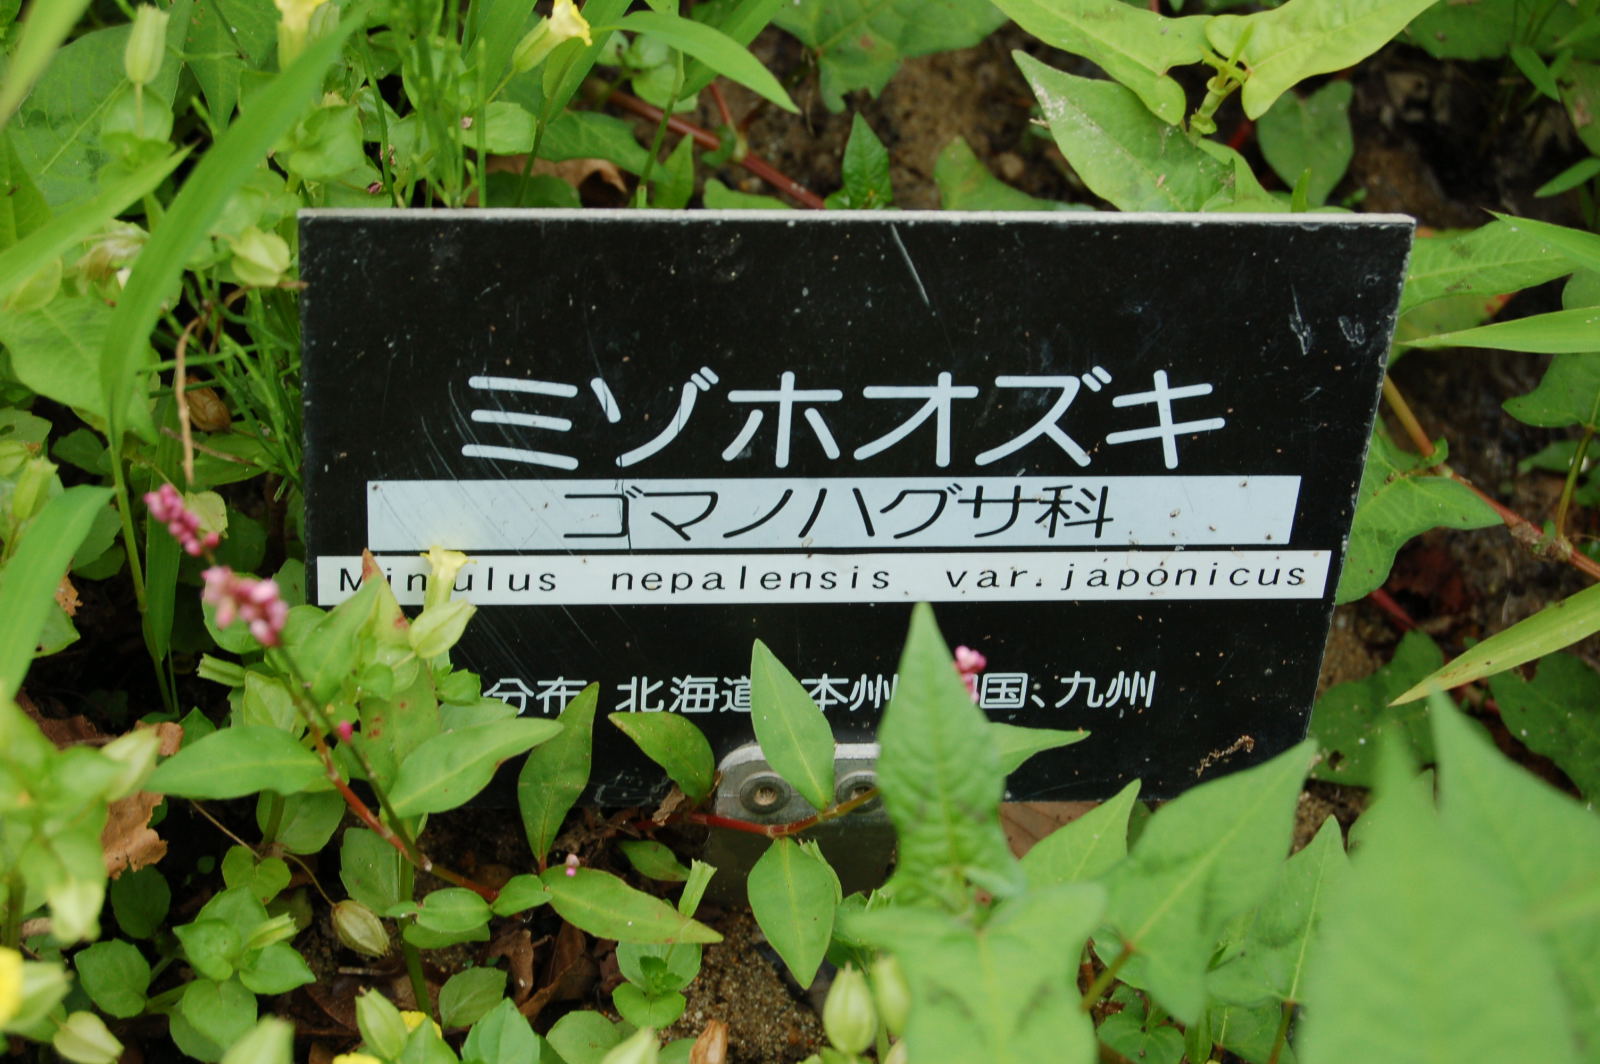 ミゾホオズキ
ゴマノハグサ科
Mimulus nepalensis var. japonicus
分布 北海道 本州 国、九州